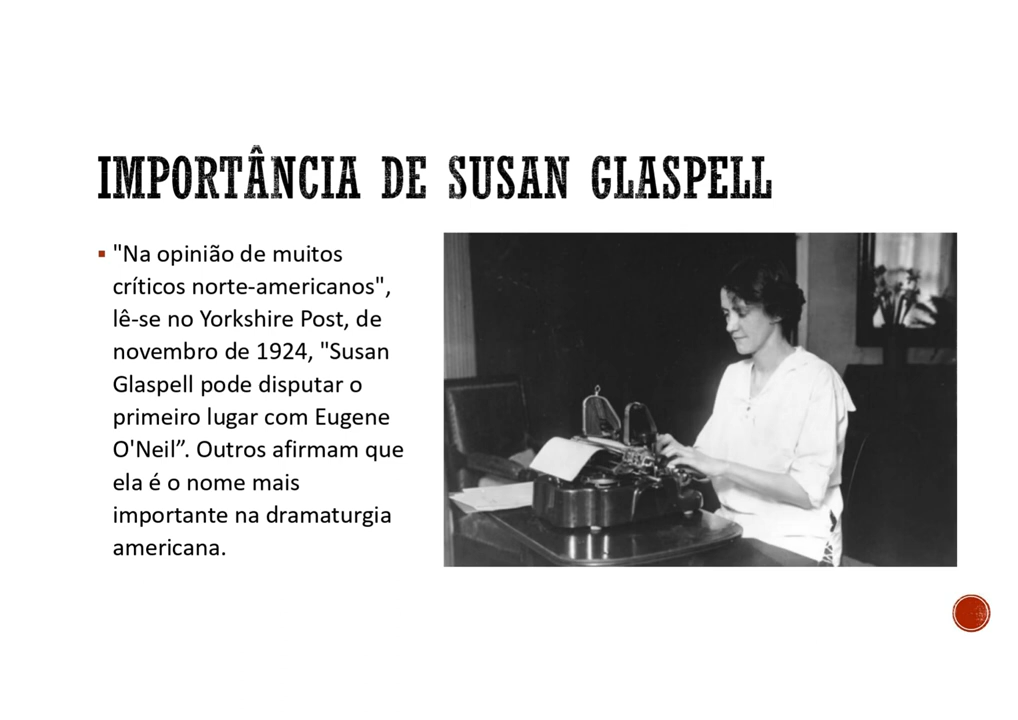 IMPORTÂNCIA DE SUSAN GLASPELL
"Na opinião de muitos
críticos norte-americanos",
lê-se no Yorkshire Post, de
novembro de 1924, "Susan
Glaspell pode disputar o
primeiro lugar com Eugene
O'Neil”. Outros afirmam que
ela é o nome mais
importante na dramaturgia
americana.